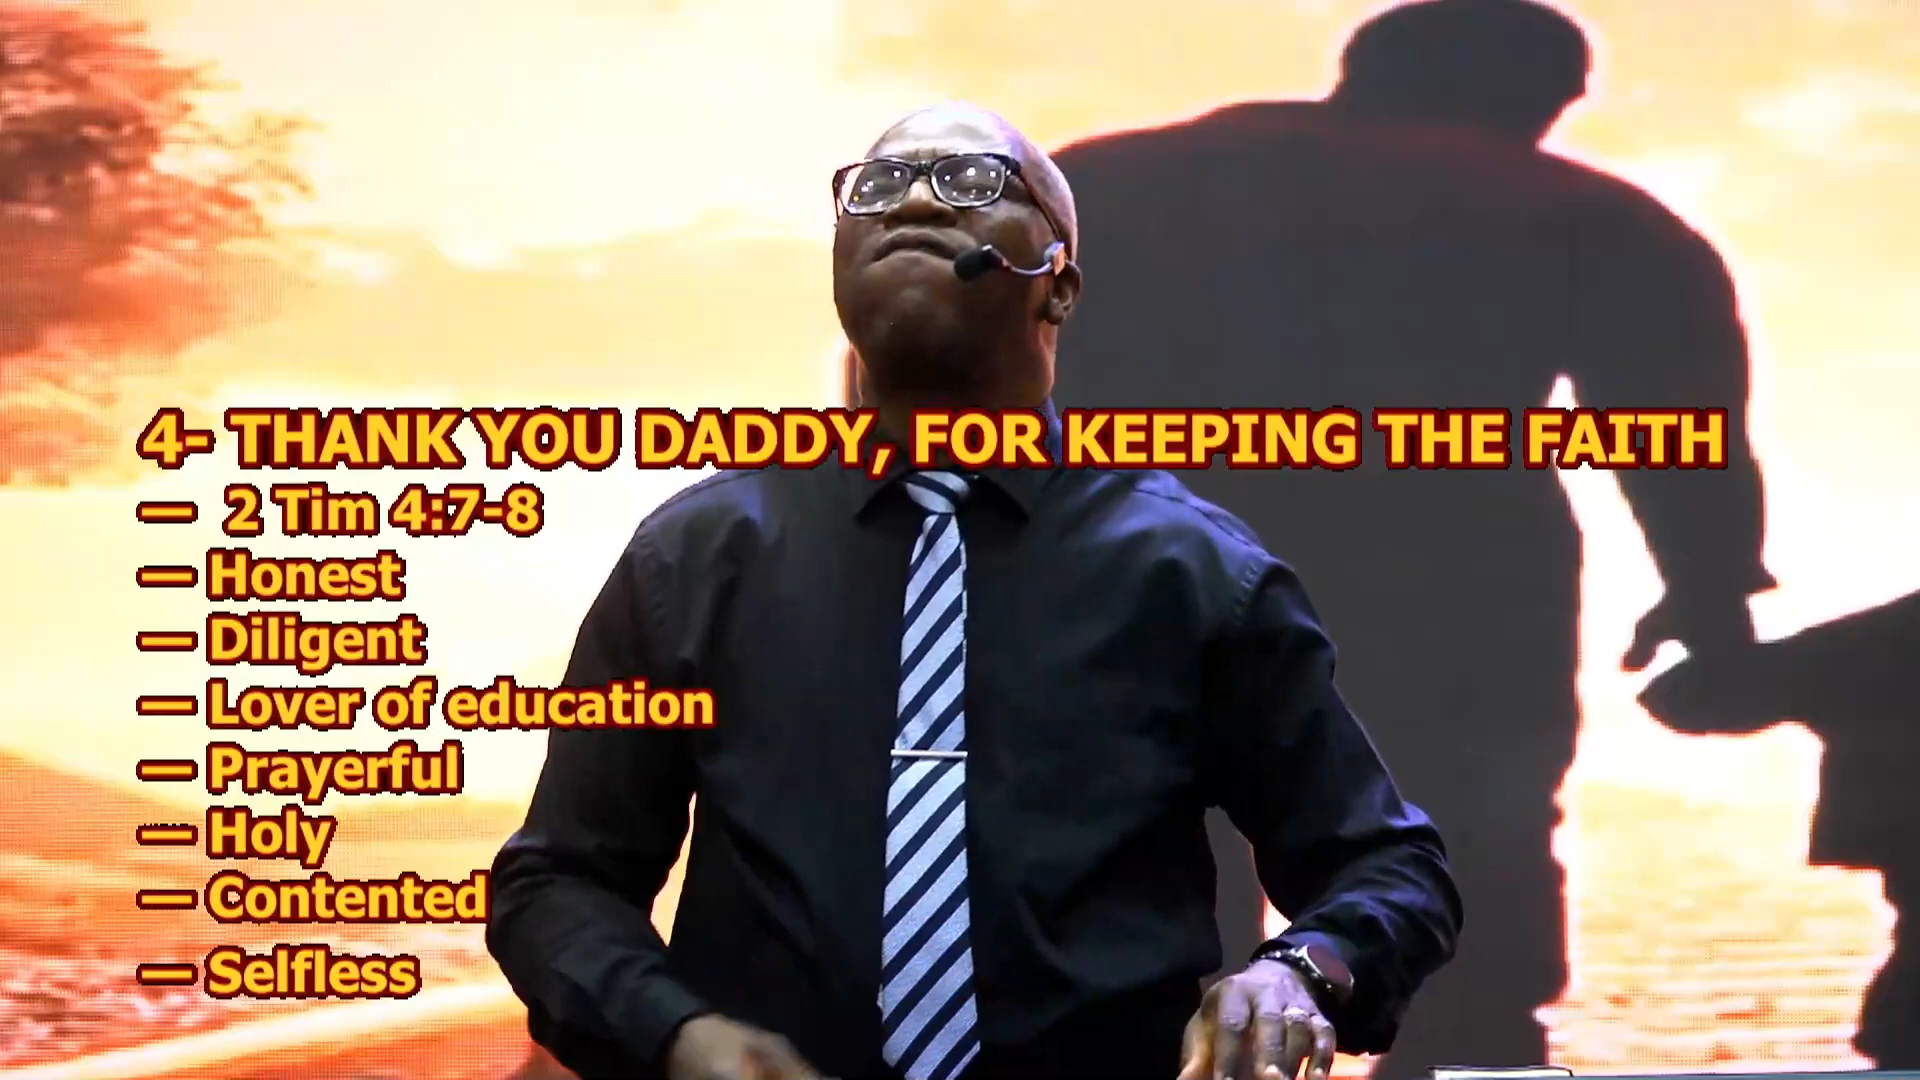 4- THANK YOU DADDY, FOR KEEPING THE FAITH
— 2 Tim 4:7-8
— Honest
— Diligent
— Lover of education
— Prayerful
— Holy
— Contented
— Selfless